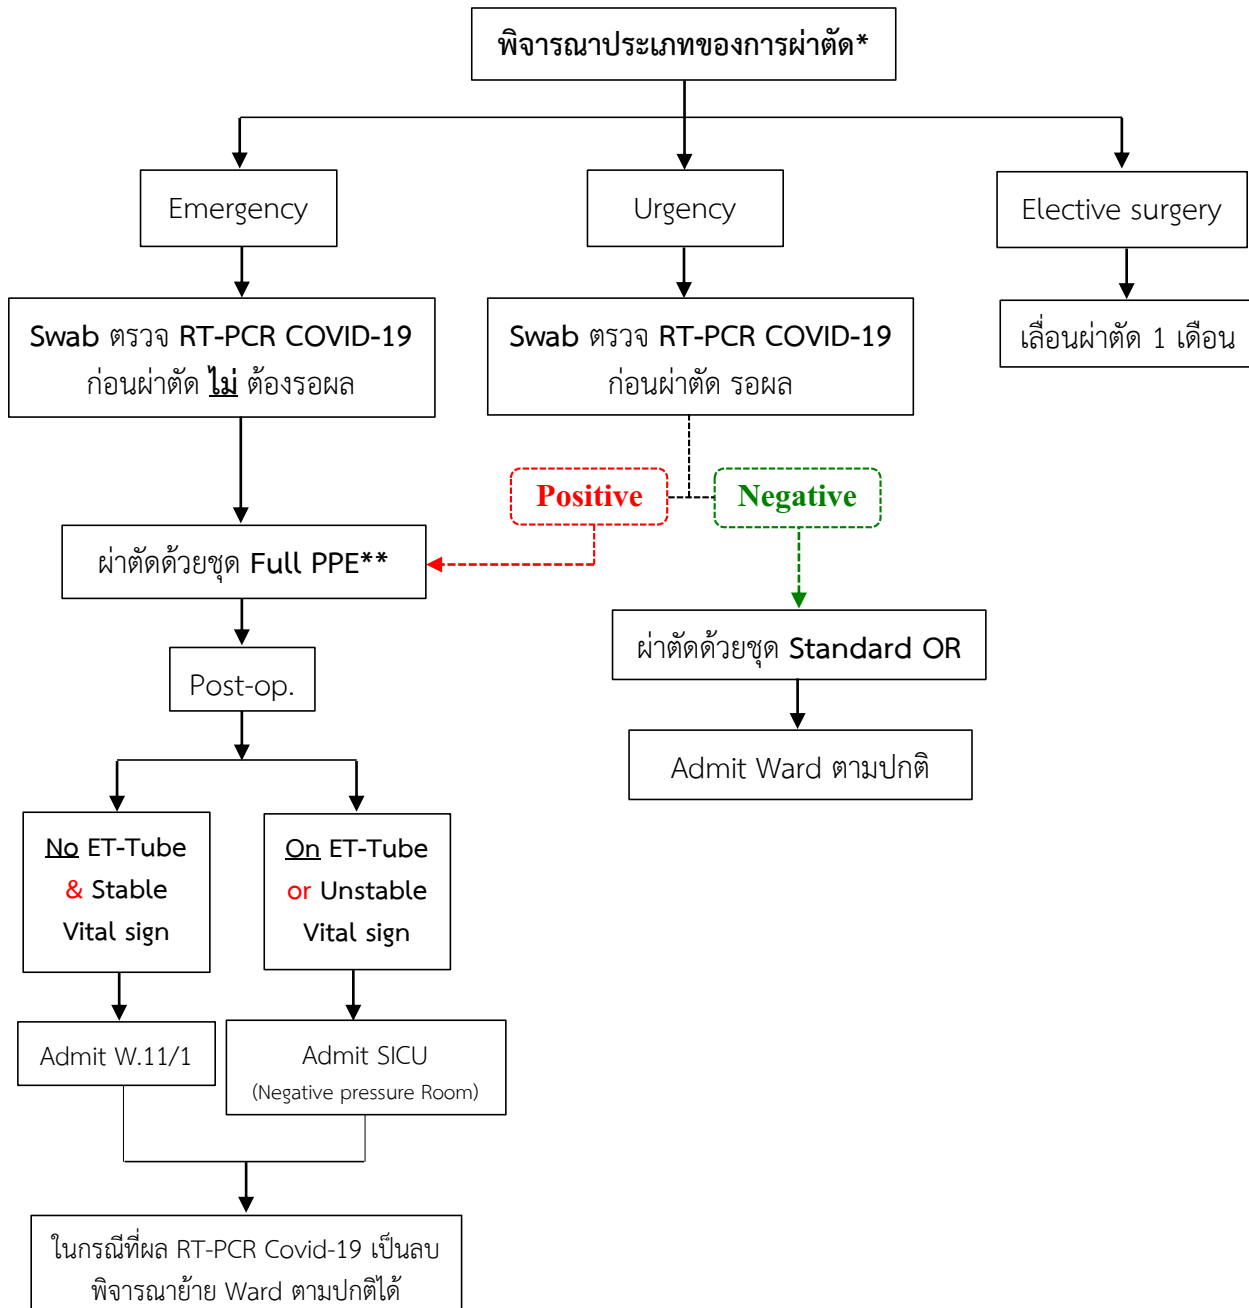 พิจารณาประเภทของการผ่าตัด*
Emergency
Urgency
Elective surgery
Swab ตรวจ RT-PCR COVID-19
ก่อนผ่าตัด ไม่ ต้องรอผล
Swab ตรวจ RT-PCR COVID-19
ก่อนผ่าตัด รอผล
เลื่อนผ่าตัด 1 เดือน
Positive
Negative
ผ่าตัดด้วยชุด Full PPE**
ผ่าตัดด้วยชุด Standard OR
Post-op.
Admit Ward ตามปกติ
No ET-Tube
& Stable
Vital sign
On ET-Tube
or Unstable
Vital sign
Admit W.11/1
Admit SICU
(Negative pressure Room)
ในกรณีที่ผล RT-PCR Covid-19 เป็นลบ
พิจารณาย้าย Ward ตามปกติได้